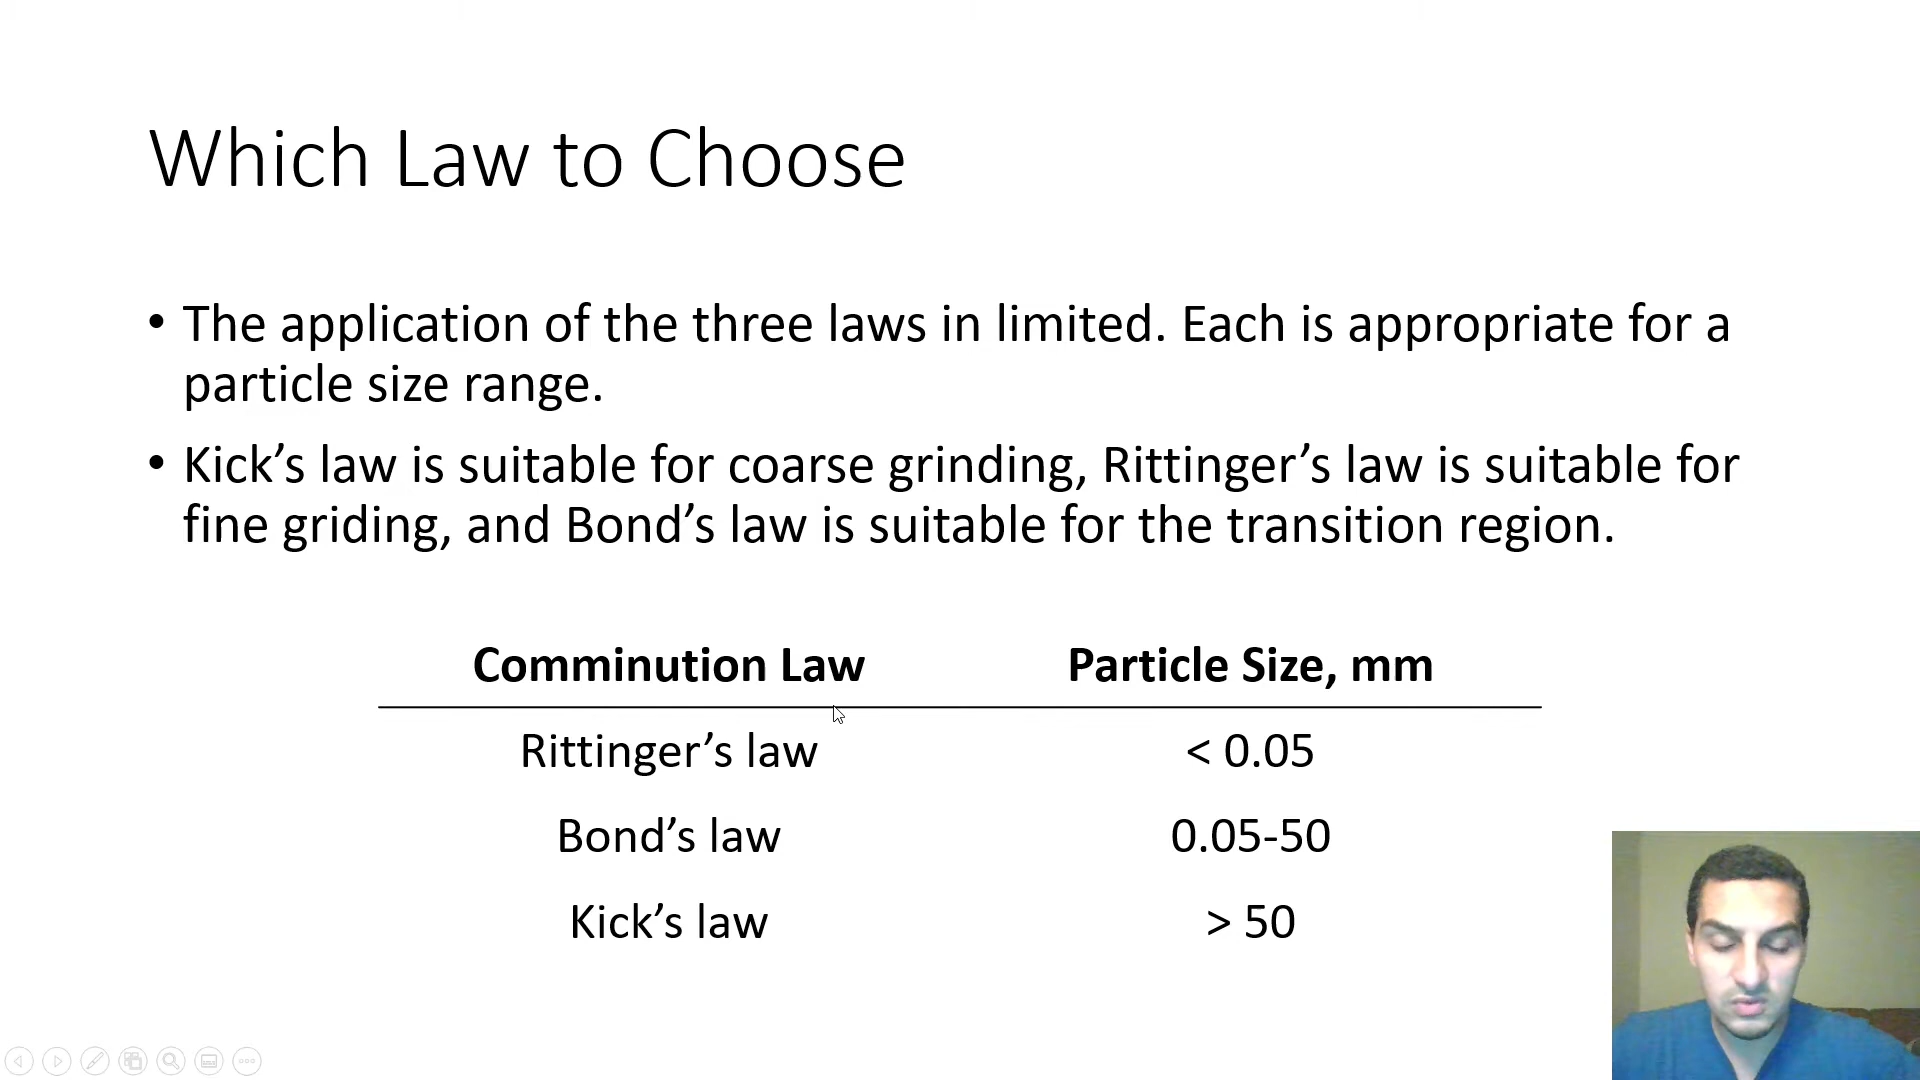 Which Law to Choose
• The application of the three laws in limited. Each is appropriate for a
particle size range.
• Kick’s law is suitable for coarse grinding, Rittinger’s law is suitable for
fine griding, and Bond’s law is suitable for the transition region.
Comminution Law Particle Size, mm
Rittinger’s law < 0.05
Bond’s law 0.05-50
Kick’s law > 50